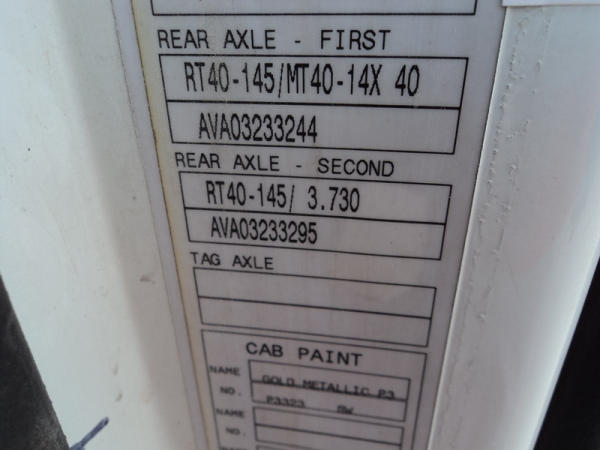 REAR AXLE - FIRST
RT40-145/MT40-14X 40
AVA03233244
REAR AXLE - SECOND
RT40-145/ 3.730
AVA03233295
TAG AXLE
CAB PAINT
NAME GOLD METALLIC P3
NO. P3323 MW
NAME
NO.